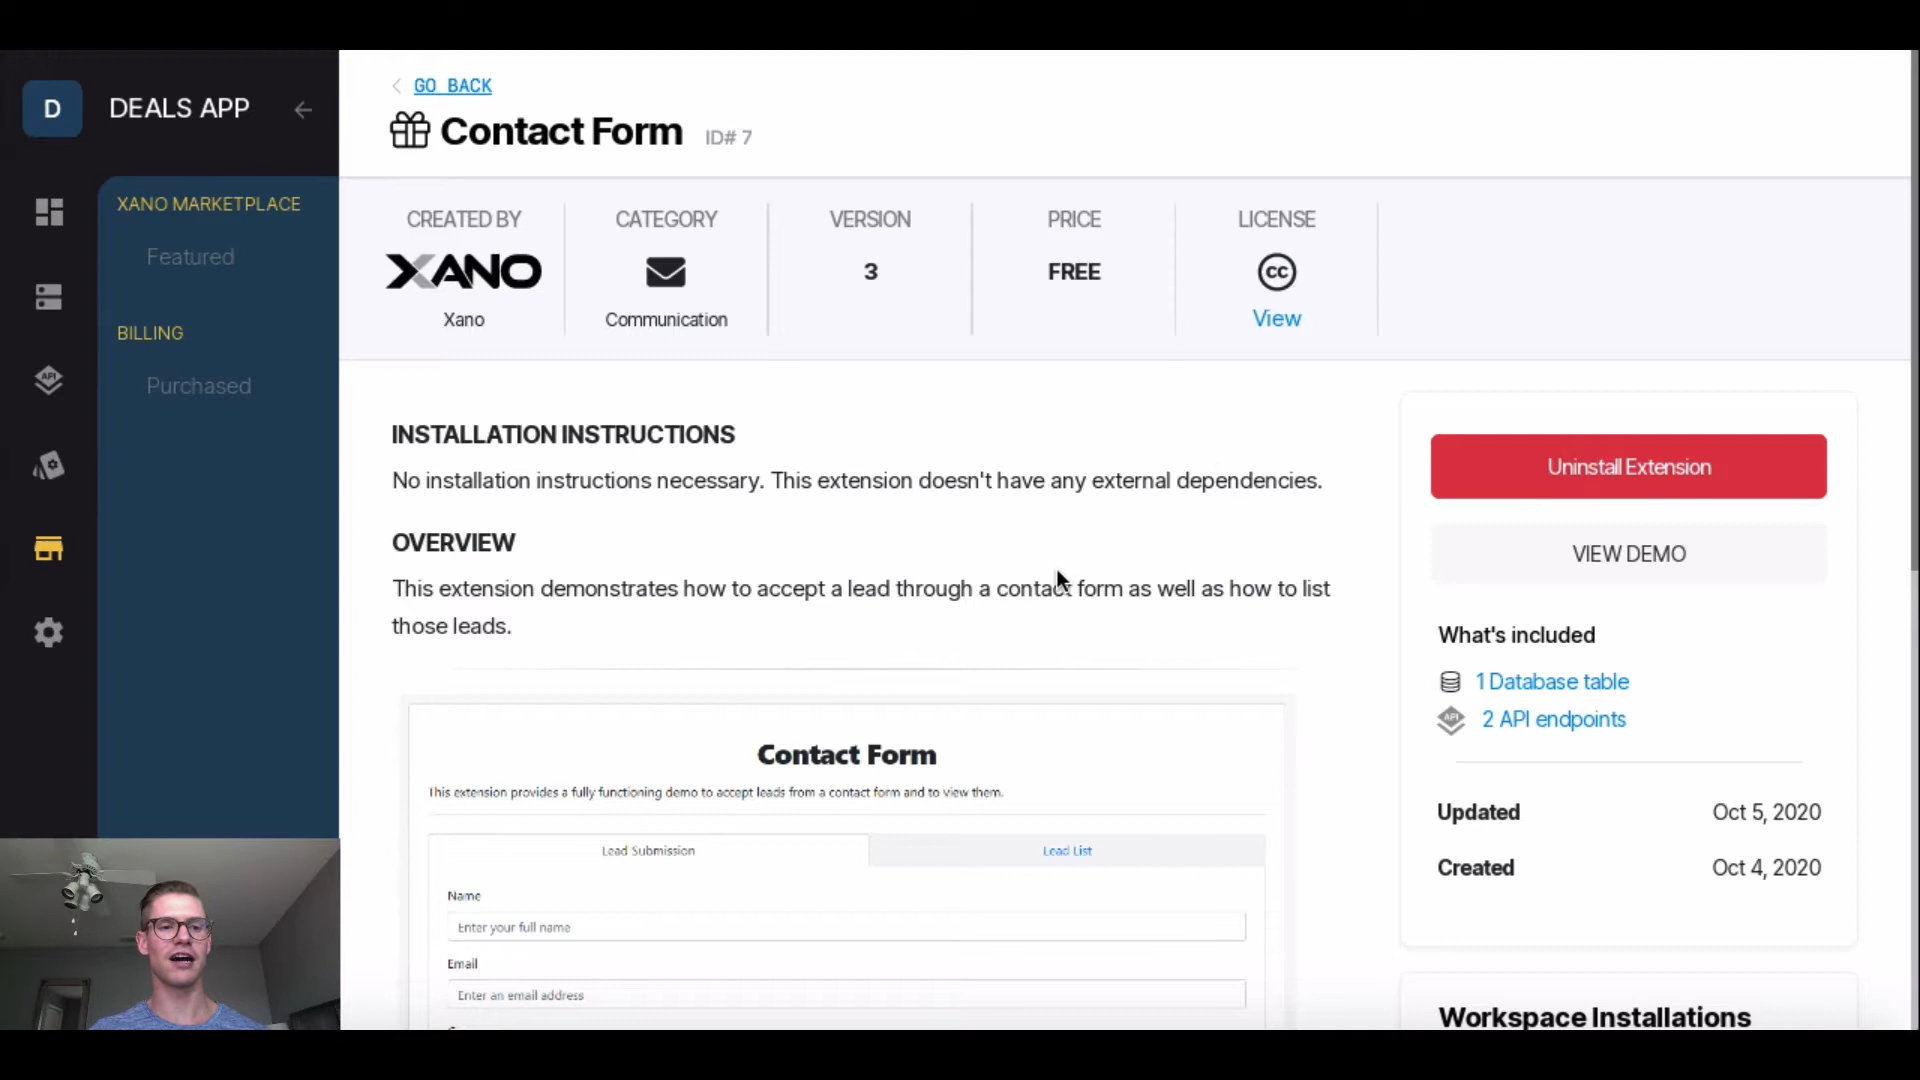 D
DEALS APP
XANO MARKETPLACE
Featured
BILLING
Purchased
GO BACK
Contact Form ID# 7
CREATED BY
XANO
Xano
CATEGORY
Communication
VERSION
3
PRICE
FREE
LICENSE
cc
View
INSTALLATION INSTRUCTIONS
No installation instructions necessary. This extension doesn't have any external dependencies.
OVERVIEW
This extension demonstrates how to accept a lead through a contact form as well as how to list
those leads.
Contact Form
This extension provides a fully functioning demo to accept leads from a contact form and to view them.
Lead Submission
Lead List
Name
Enter your full name
Email
Enter an email address
Uninstall Extension
VIEW DEMO
What's included
1 Database table
API
2 API endpoints
Updated Oct 5, 2020
Created Oct 4, 2020
Workspace Installations